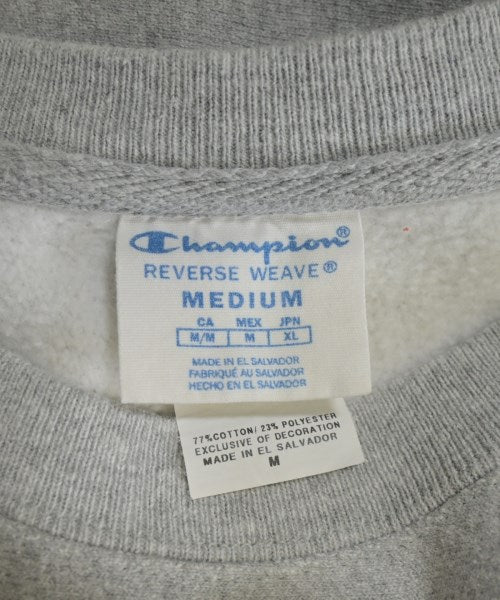 Champion®
REVERSE WEAVE®
MEDIUM
CA MEX JPN
M/M M XL
MADE IN EL SALVADOR
FABRIQUÉ AU SALVADOR
HECHO EN EL SALVADOR
77%COTTON/23% POLYESTER
EXCLUSIVE OF DECORATION
MADE IN EL SALVADOR
M